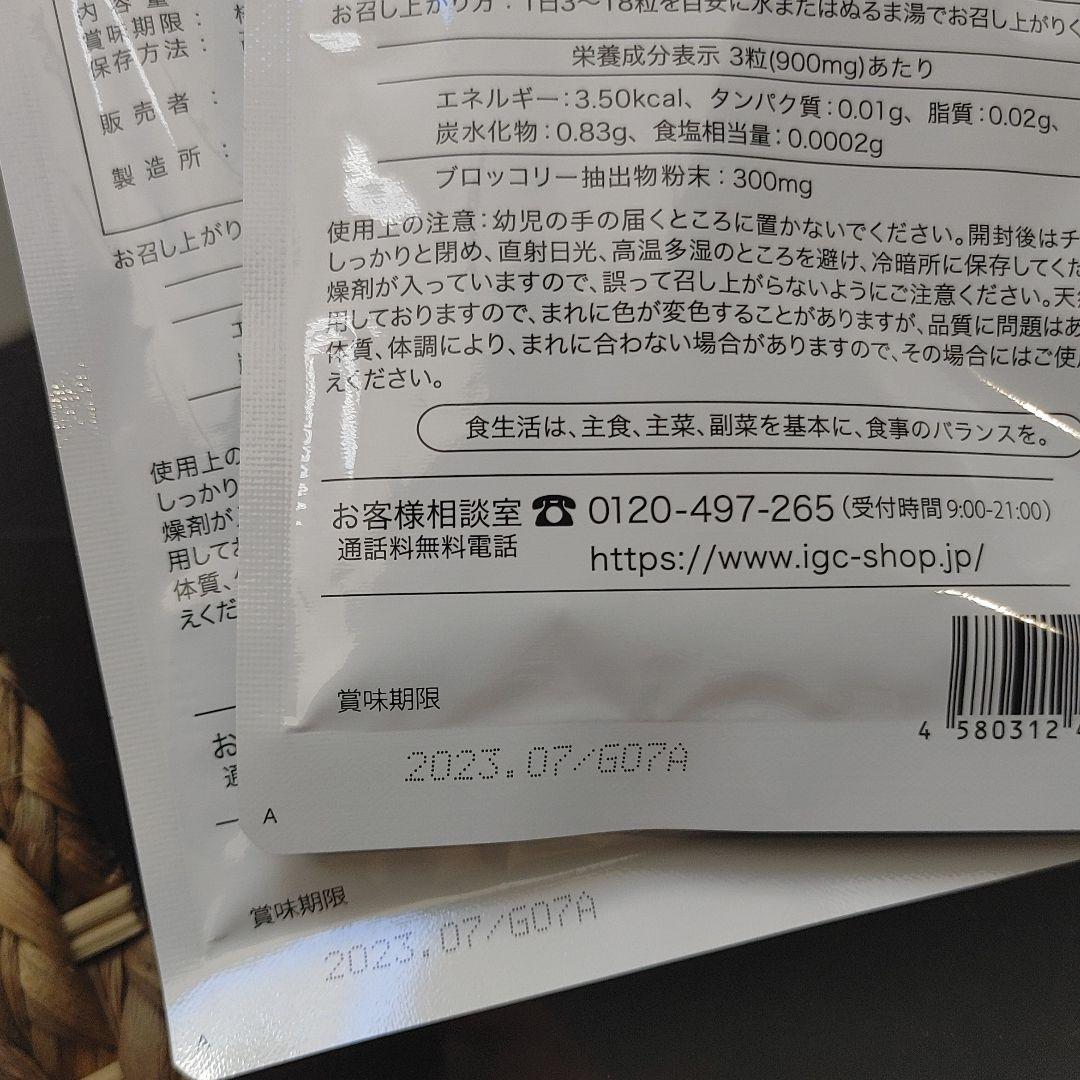 内容量
賞味期限:
保存方法:
販売者:
製造所:
お召し上がり
お召し上がり方:1日3~18粒を目安に水またはぬるま湯でお召し上がりく
栄養成分表示 3粒(900mg)あたり
エネルギー:3.50kcal、タンパク質:0.01g、脂質:0.02g、
炭水化物:0.83g、食塩相当量:0.0002g
ブロッコリー抽出物粉末:300mg
使用上の注意:幼児の手の届くところに置かないでください。開封後はチ
しっかりと閉め、直射日光、高温多湿のところを避け、冷暗所に保存してくだ
燥剤が入っていますので、誤って召し上がらないようにご注意ください。天然
用しておりますので、まれに色が変色することがありますが、品質に問題はあ
体質、体調により、まれに合わない場合がありますので、その場合にはご使用
えください。
食生活は、主食、主菜、副菜を基本に、食事のバランスを。
お客様相談室 ☎ 0120-497-265(受付時間 9:00-21:00)
通話料無料電話
https://www.igc-shop.jp/
賞味期限
2023.07/G07A
4 580312 4
A
使用上の
しっかり
燥剤が
用してお
体質、
えくだ
お
通
賞味期限
2023.07/G07A
A